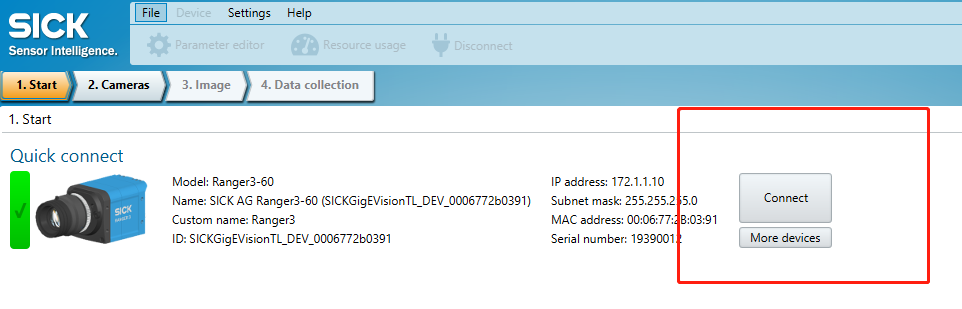 SICK
Sensor Intelligence.
File Device Settings Help
Parameter editor Resource usage Disconnect
1. Start 2. Cameras 3. Image 4. Data collection
1. Start
Quick connect
SICK
RANGER3
Model: Ranger3-60
Name: SICK AG Ranger3-60 (SICKGigEVisionTL_DEV_0006772b0391)
Custom name: Ranger3
ID: SICKGigEVisionTL_DEV_0006772b0391
IP address: 172.1.1.10
Subnet mask: 255.255.255.0
MAC address: 00:06:77:2B:03:91
Serial number: 19390012
Connect
More devices